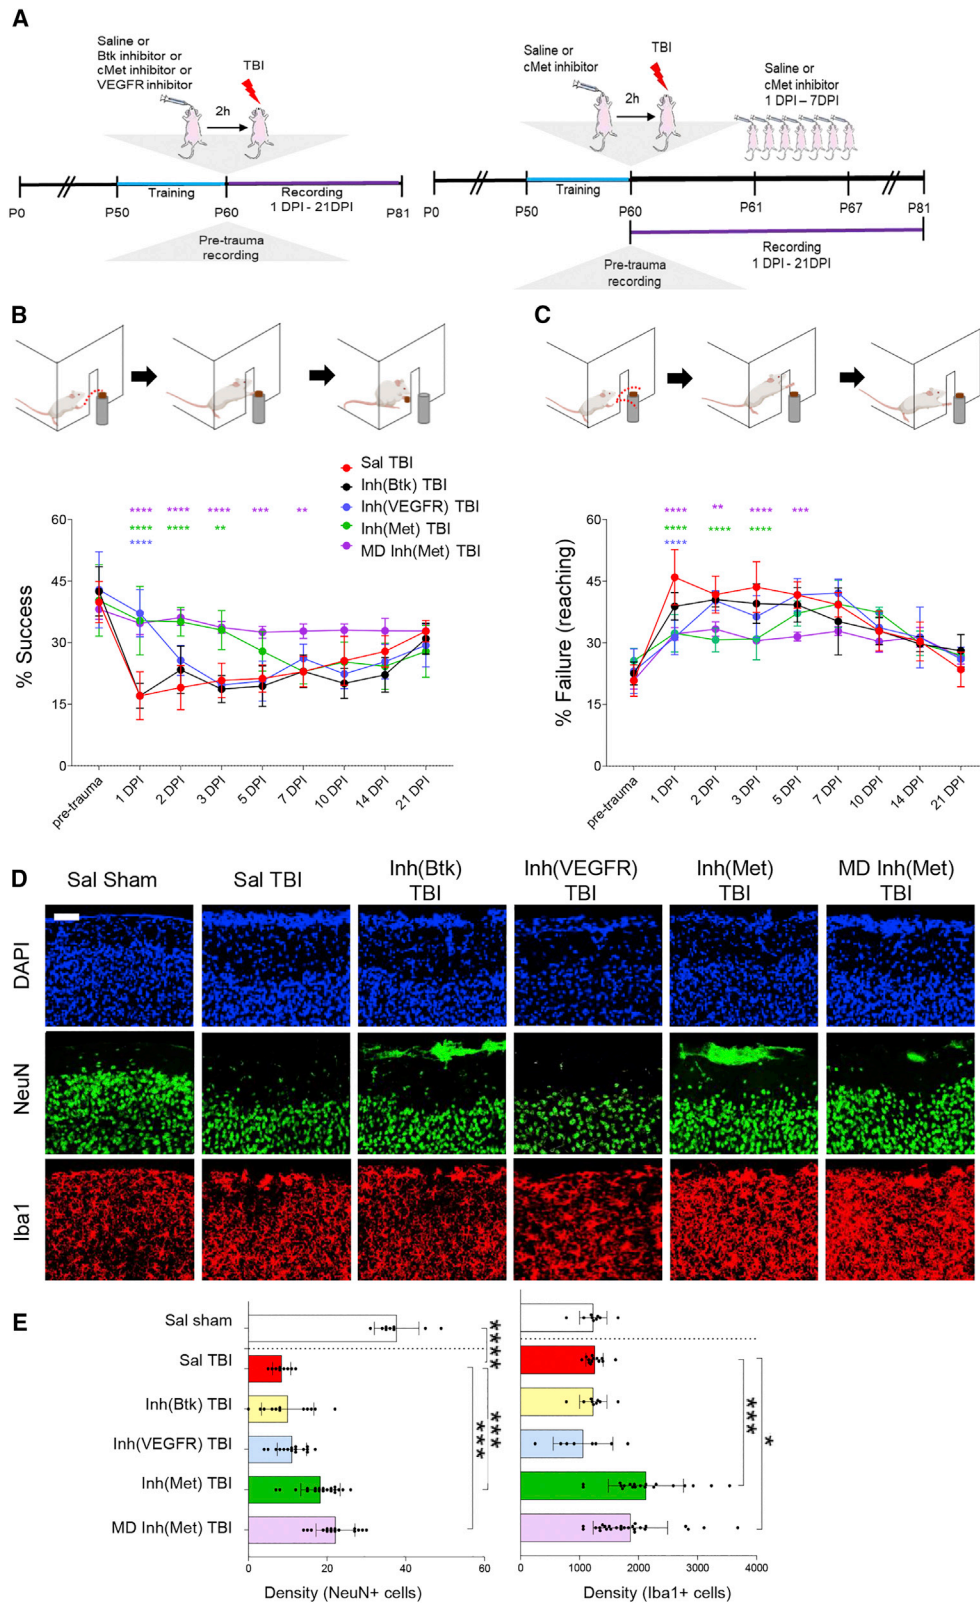 A
Saline or
Btk inhibitor or
cMet inhibitor or
VEGFR inhibitor
TBI
2h
Training
Recording
1 DPI - 21DPI
P0
P50
P60
P81
Pre-trauma
recording
Saline or
cMet inhibitor
TBI
2h
Saline or
cMet inhibitor
1 DPI – 7DPI
Training
P0
P50
P60
P61
P67
P81
Pre-trauma
recording
Recording
1 DPI - 21DPI
B
Sal TBI
Inh(Btk) TBI
Inh(VEGFR) TBI
Inh(Met) TBI
MD Inh(Met) TBI
**** **** **** *** **
**** **** **
****
% Success
60
45
30
15
0
pre-trauma
1 DPI
2 DPI
3 DPI
5 DPI
7 DPI
10 DPI
14 DPI
21 DPI
C
**** ** **** ***
**** **** ****
****
% Failure (reaching)
60
45
30
15
0
pre-trauma
1 DPI
2 DPI
3 DPI
5 DPI
7 DPI
10 DPI
14 DPI
21 DPI
D
Sal Sham
Sal TBI
Inh(Btk)
TBI
Inh(VEGFR)
TBI
Inh(Met)
TBI
MD Inh(Met)
TBI
DAPI
NeuN
Iba1
E
Sal sham
Sal TBI
Inh(Btk) TBI
Inh(VEGFR) TBI
Inh(Met) TBI
MD Inh(Met) TBI
****
***
***
0
20
40
60
Density (NeuN+ cells)
***
*
0
1000
2000
3000
4000
Density (Iba1+ cells)